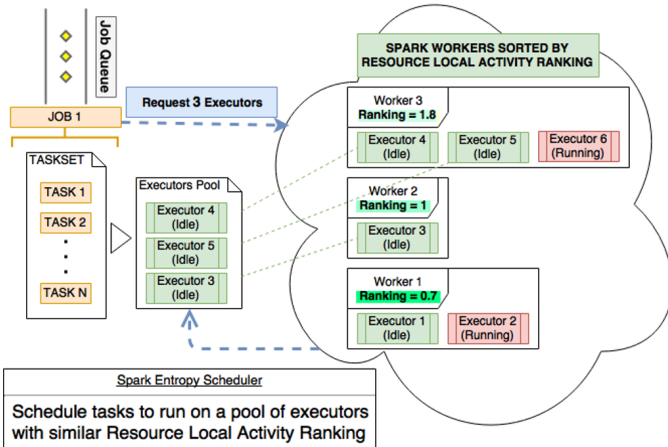 Job Queue
JOB 1
Request 3 Executors
SPARK WORKERS SORTED BY
RESOURCE LOCAL ACTIVITY RANKING
TASKSET
TASK 1
TASK 2
TASK N
Executors Pool
Executor 4
(Idle)
Executor 5
(Idle)
Executor 3
(Idle)
Worker 3
Ranking = 1.8
Executor 4
(Idle)
Executor 5
(Idle)
Executor 6
(Running)
Worker 2
Ranking = 1
Executor 3
(Idle)
Worker 1
Ranking = 0.7
Executor 1
(Idle)
Executor 2
(Running)
Spark Entropy Scheduler
Schedule tasks to run on a pool of executors
with similar Resource Local Activity Ranking